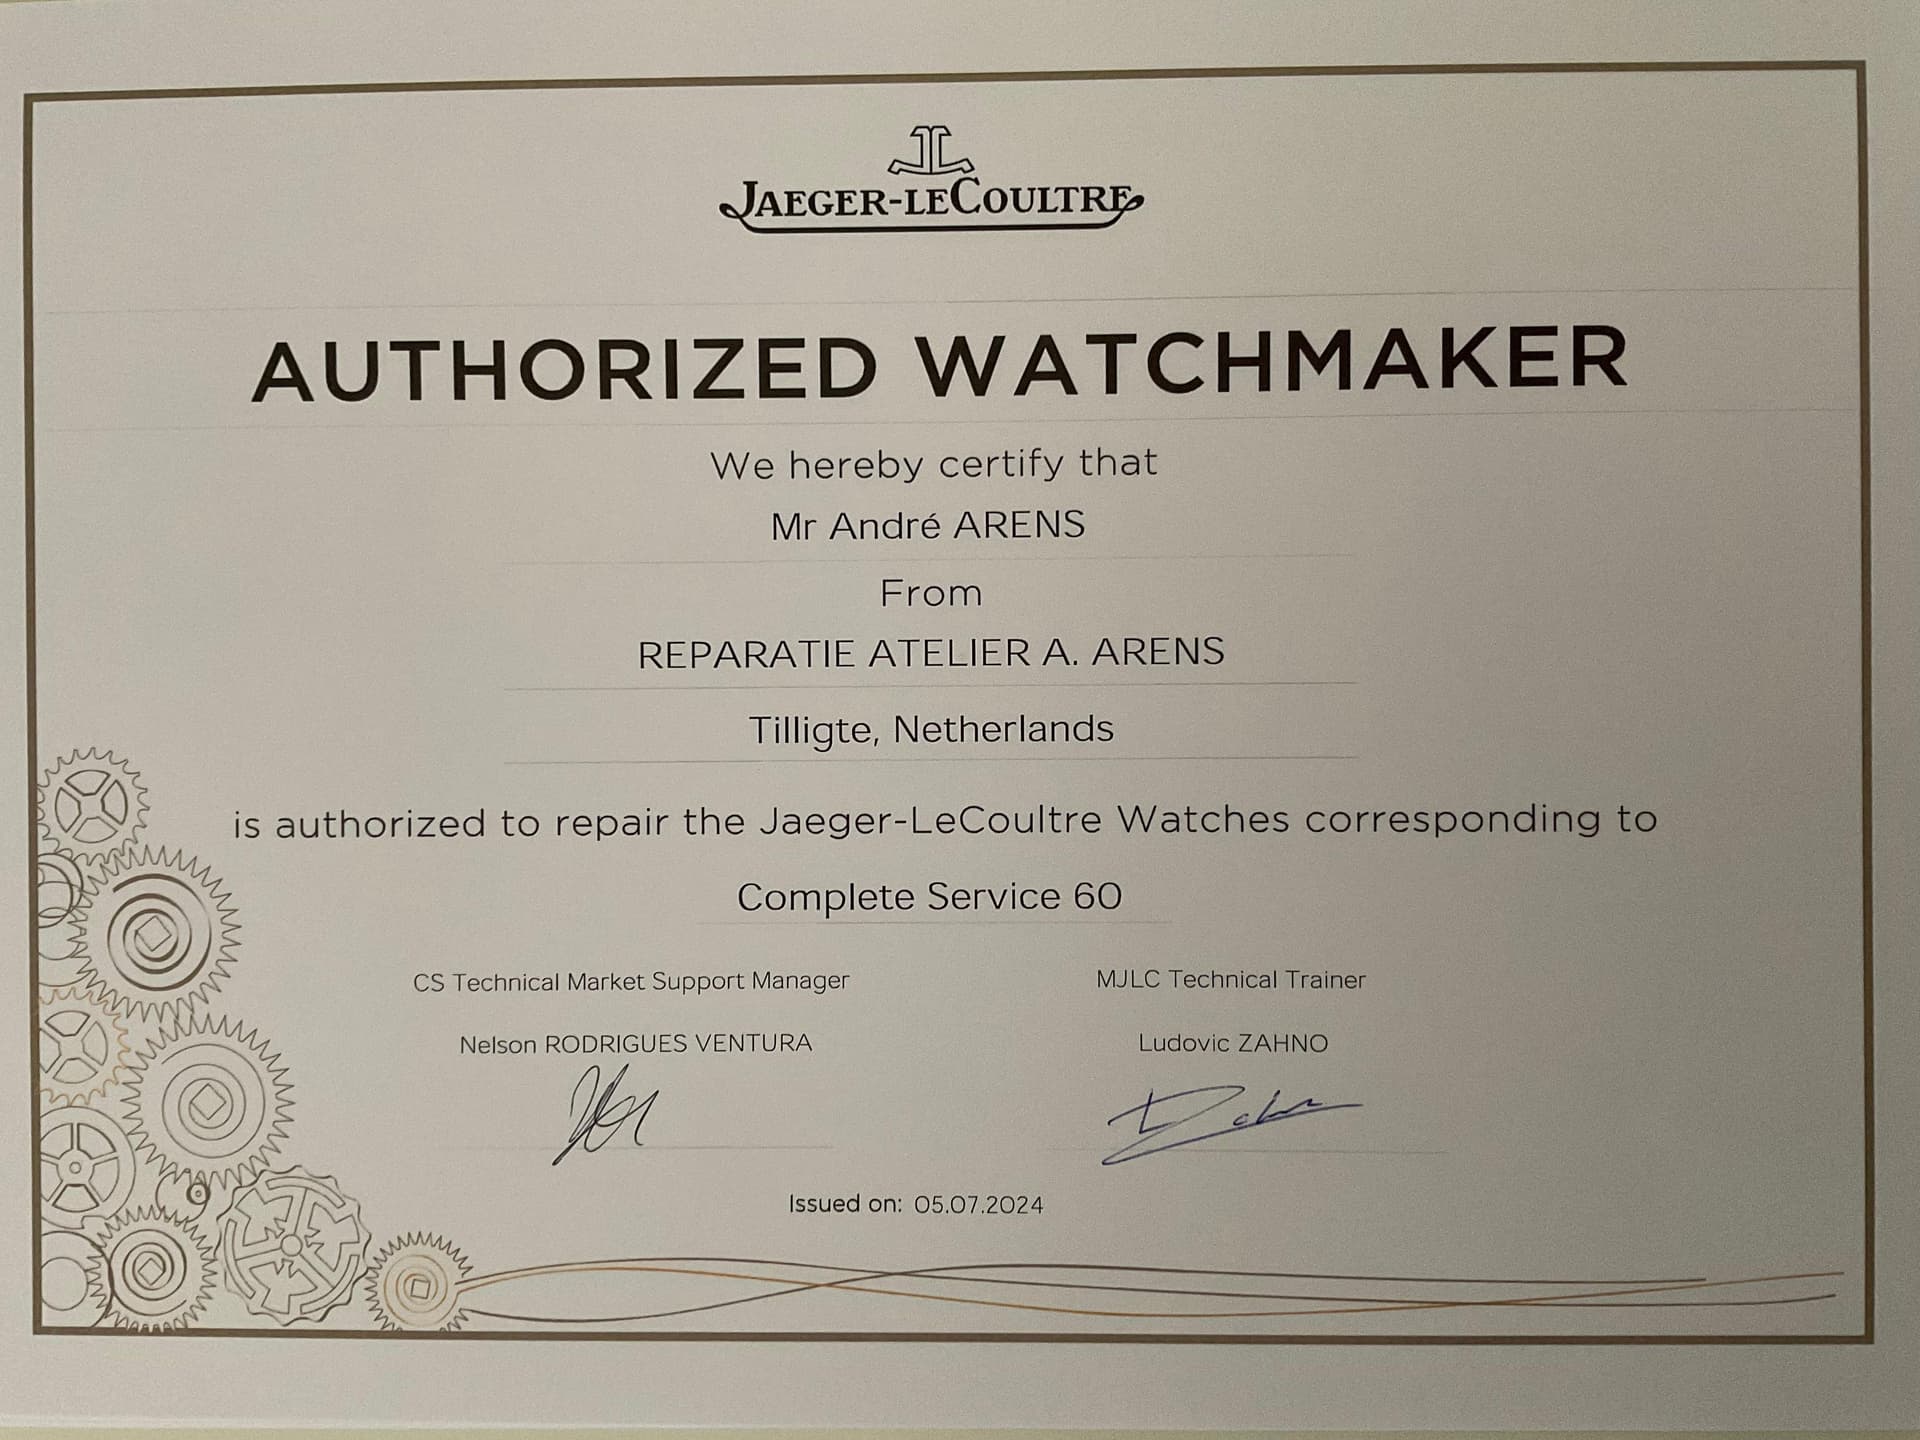 JAEGER-LECOULTRE
AUTHORIZED WATCHMAKER
We hereby certify that
Mr André ARENS
From
REPARATIE ATELIER A. ARENS
Tilligte, Netherlands
is authorized to repair the Jaeger-LeCoultre Watches corresponding to
Complete Service 60
CS Technical Market Support Manager
MJLC Technical Trainer
Nelson RODRIGUES VENTURA
Ludovic ZAHNO
Issued on: 05.07.2024